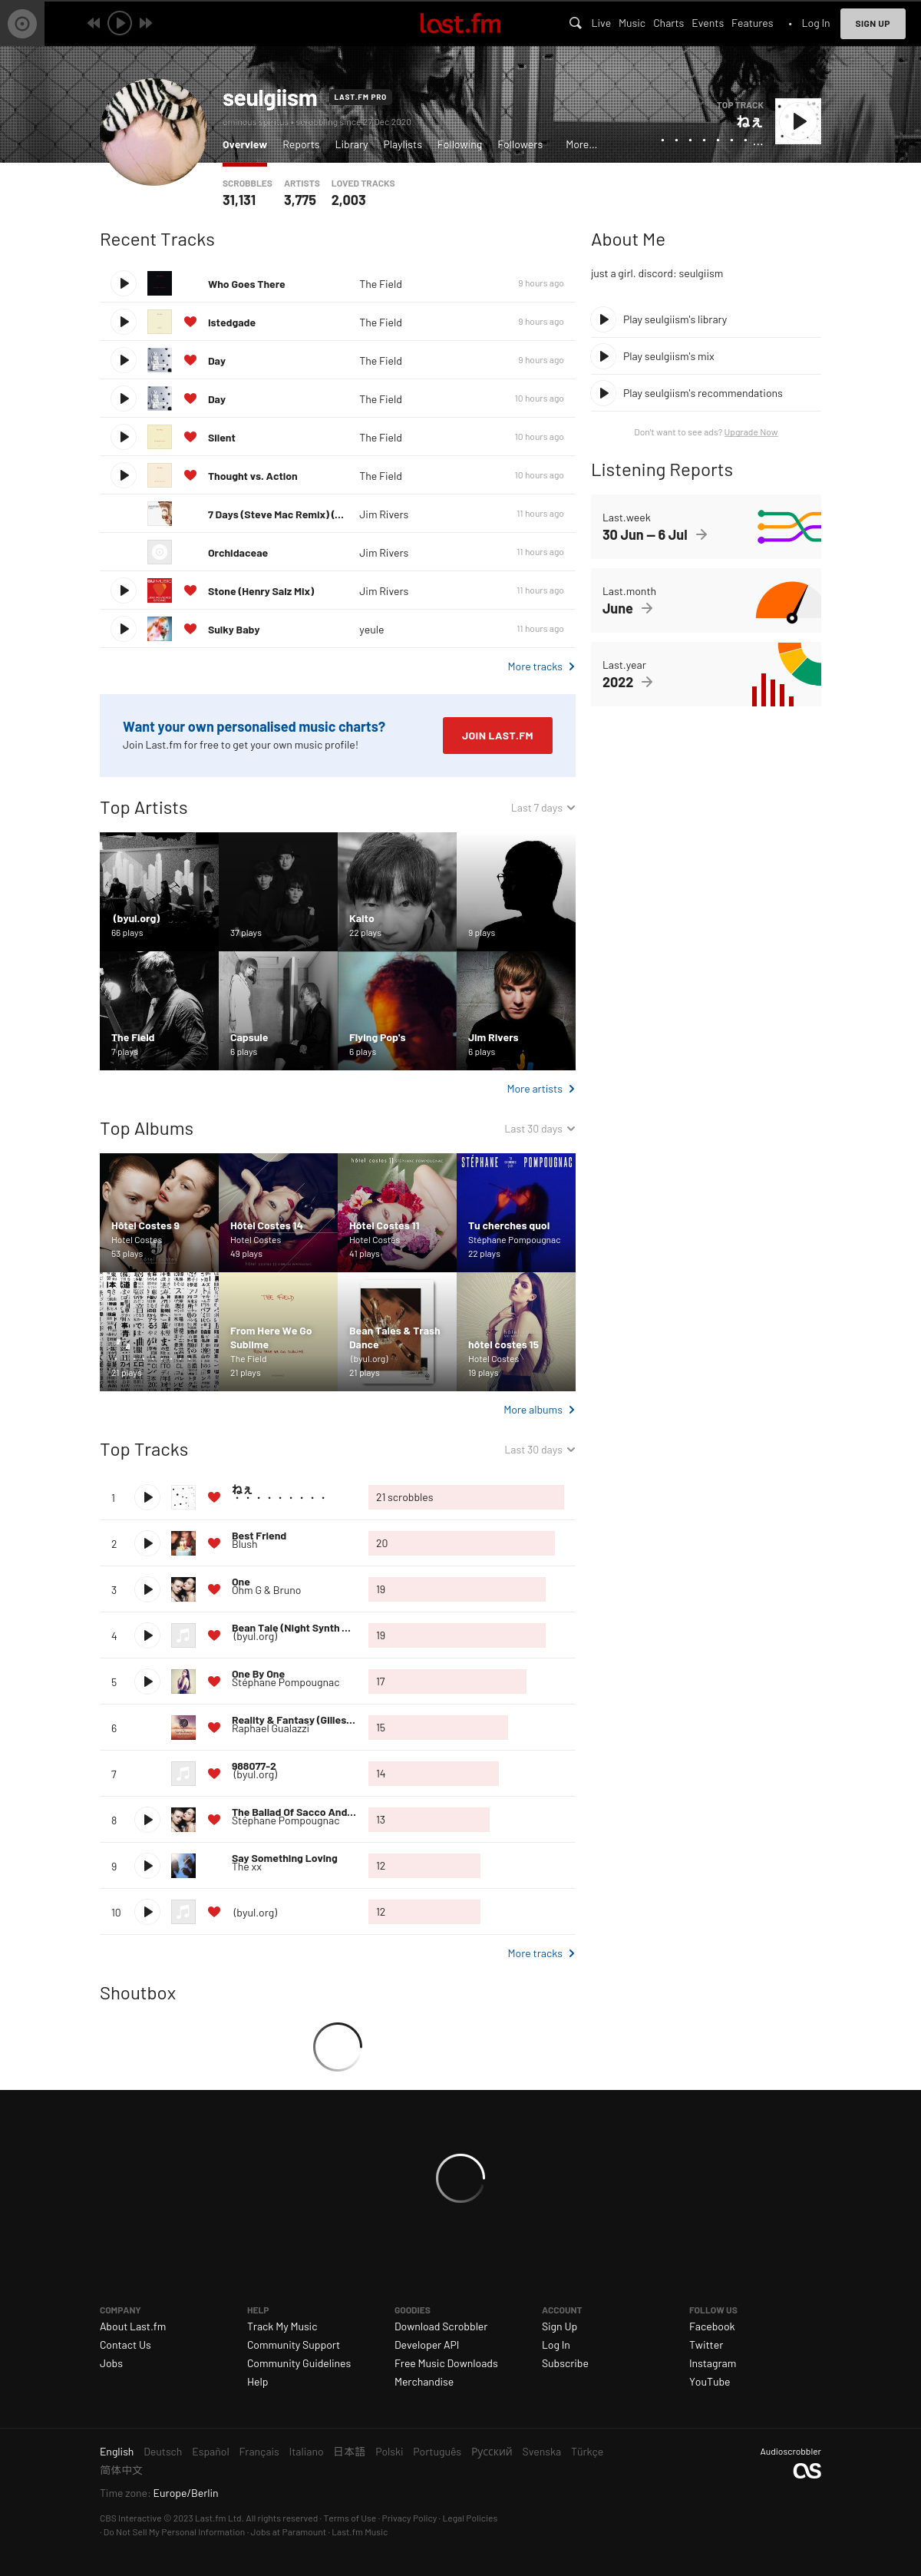 last.fm
Live Music Charts Events Features • Log In SIGN UP
seulgiism LAST.FM PRO
ominous spiritus • scrobbling since 27 Dec 2020
Overview Reports Library Playlists Following Followers More...
TOP TRACK
ねぇ
. . . . . . . ...
SCROBBLES ARTISTS LOVED TRACKS
31,131 3,775 2,003
Recent Tracks
Who Goes There The Field 9 hours ago
Istedgade The Field 9 hours ago
Day The Field 9 hours ago
Day The Field 10 hours ago
Silent The Field 10 hours ago
Thought vs. Action The Field 10 hours ago
7 Days (Steve Mac Remix) (... Jim Rivers 11 hours ago
Orchidaceae Jim Rivers 11 hours ago
Stone (Henry Saiz Mix) Jim Rivers 11 hours ago
Sulky Baby yeule 11 hours ago
More tracks
About Me
just a girl. discord: seulgiism
Play seulgiism's library
Play seulgiism's mix
Play seulgiism's recommendations
Don't want to see ads? Upgrade Now
Listening Reports
Last.week
30 Jun — 6 Jul
Last.month
June
Last.year
2022
Want your own personalised music charts?
Join Last.fm for free to get your own music profile!
JOIN LAST.FM
Top Artists Last 7 days
(byul.org)
66 plays
37 plays
Kaito
22 plays
9 plays
The Field
7 plays
Capsule
6 plays
Flying Pop's
6 plays
Jim Rivers
6 plays
More artists
Top Albums Last 30 days
Hôtel Costes 9
Hotel Costes
53 plays
Hôtel Costes 14
Hotel Costes
49 plays
Hôtel Costes 11
Hotel Costes
41 plays
STÉPHANE POMPOUGNAC
Tu cherches quoi
Stéphane Pompougnac
22 plays
21 plays
THE FIELD
From Here We Go Sublime
The Field
21 plays
Bean Tales & Trash Dance
(byul.org)
21 plays
hôtel costes 15
Hotel Costes
19 plays
More albums
Top Tracks Last 30 days
1 ねぇ 21 scrobbles
. . . . . . . . .
2 Best Friend 20
Blush
3 One 19
Ohm G & Bruno
4 Bean Tale (Night Synth ... 19
(byul.org)
5 One By One 17
Stéphane Pompougnac
6 Reality & Fantasy (Gilles... 15
Raphael Gualazzi
7 988077-2 14
(byul.org)
8 The Ballad Of Sacco And... 13
Stéphane Pompougnac
9 Say Something Loving 12
The xx
10 (byul.org) 12
More tracks
Shoutbox
COMPANY
About Last.fm
Contact Us
Jobs
HELP
Track My Music
Community Support
Community Guidelines
Help
GOODIES
Download Scrobbler
Developer API
Free Music Downloads
Merchandise
ACCOUNT
Sign Up
Log In
Subscribe
FOLLOW US
Facebook
Twitter
Instagram
YouTube
English Deutsch Español Français Italiano 日本語 Polski Português Русский Svenska Türkçe
简体中文
Time zone: Europe/Berlin
Audioscrobbler
CBS Interactive © 2023 Last.fm Ltd. All rights reserved · Terms of Use · Privacy Policy · Legal Policies
· Do Not Sell My Personal Information · Jobs at Paramount · Last.fm Music